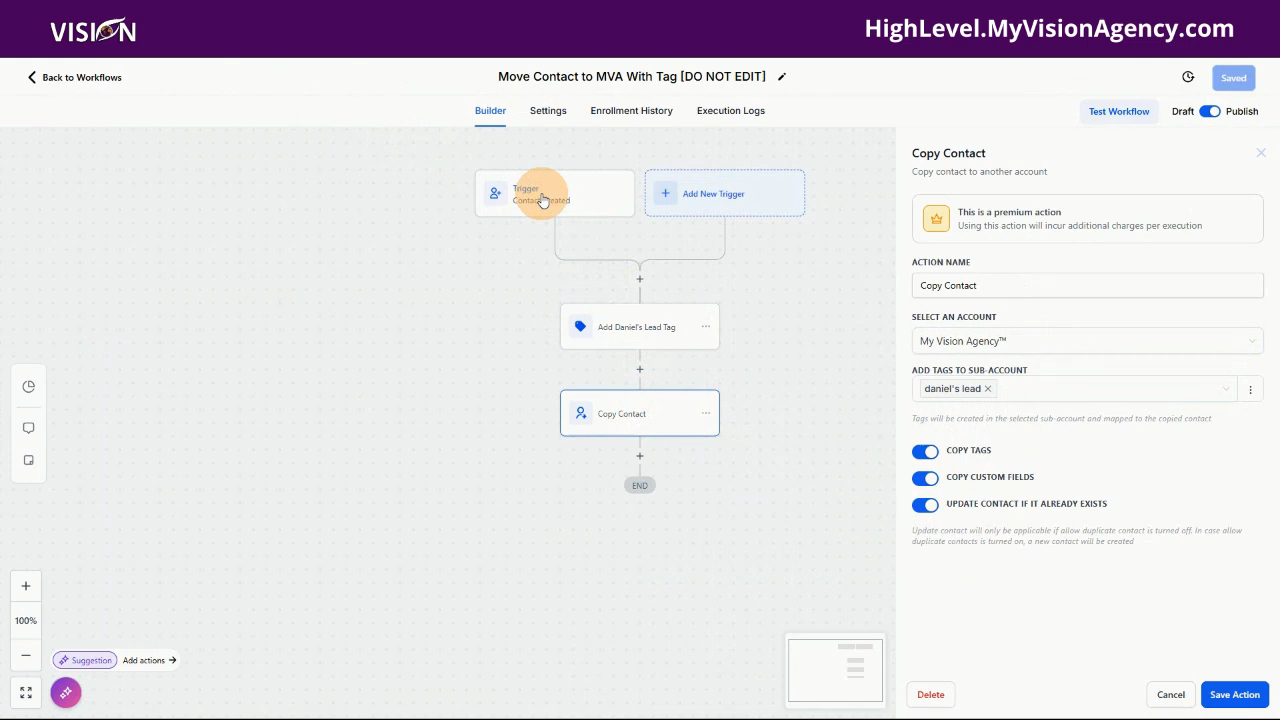 VISION
HighLevel.MyVisionAgency.com
Back to Workflows
Move Contact to MVA With Tag [DO NOT EDIT]
Saved
Builder
Settings
Enrollment History
Execution Logs
Test Workflow
Draft
Publish
Trigger
Contact Created
Add New Trigger
Add Daniel's Lead Tag
Copy Contact
END
100%
Suggestion
Add actions
Copy Contact
Copy contact to another account
This is a premium action
Using this action will incur additional charges per execution
ACTION NAME
Copy Contact
SELECT AN ACCOUNT
My Vision Agency™
ADD TAGS TO SUB-ACCOUNT
daniel's lead
Tags will be created in the selected sub-account and mapped to the copied contact
COPY TAGS
COPY CUSTOM FIELDS
UPDATE CONTACT IF IT ALREADY EXISTS
Update contact will only be applicable if allow duplicate contact is turned off. In case allow
duplicate contacts is turned on, a new contact will be created
Delete
Cancel
Save Action